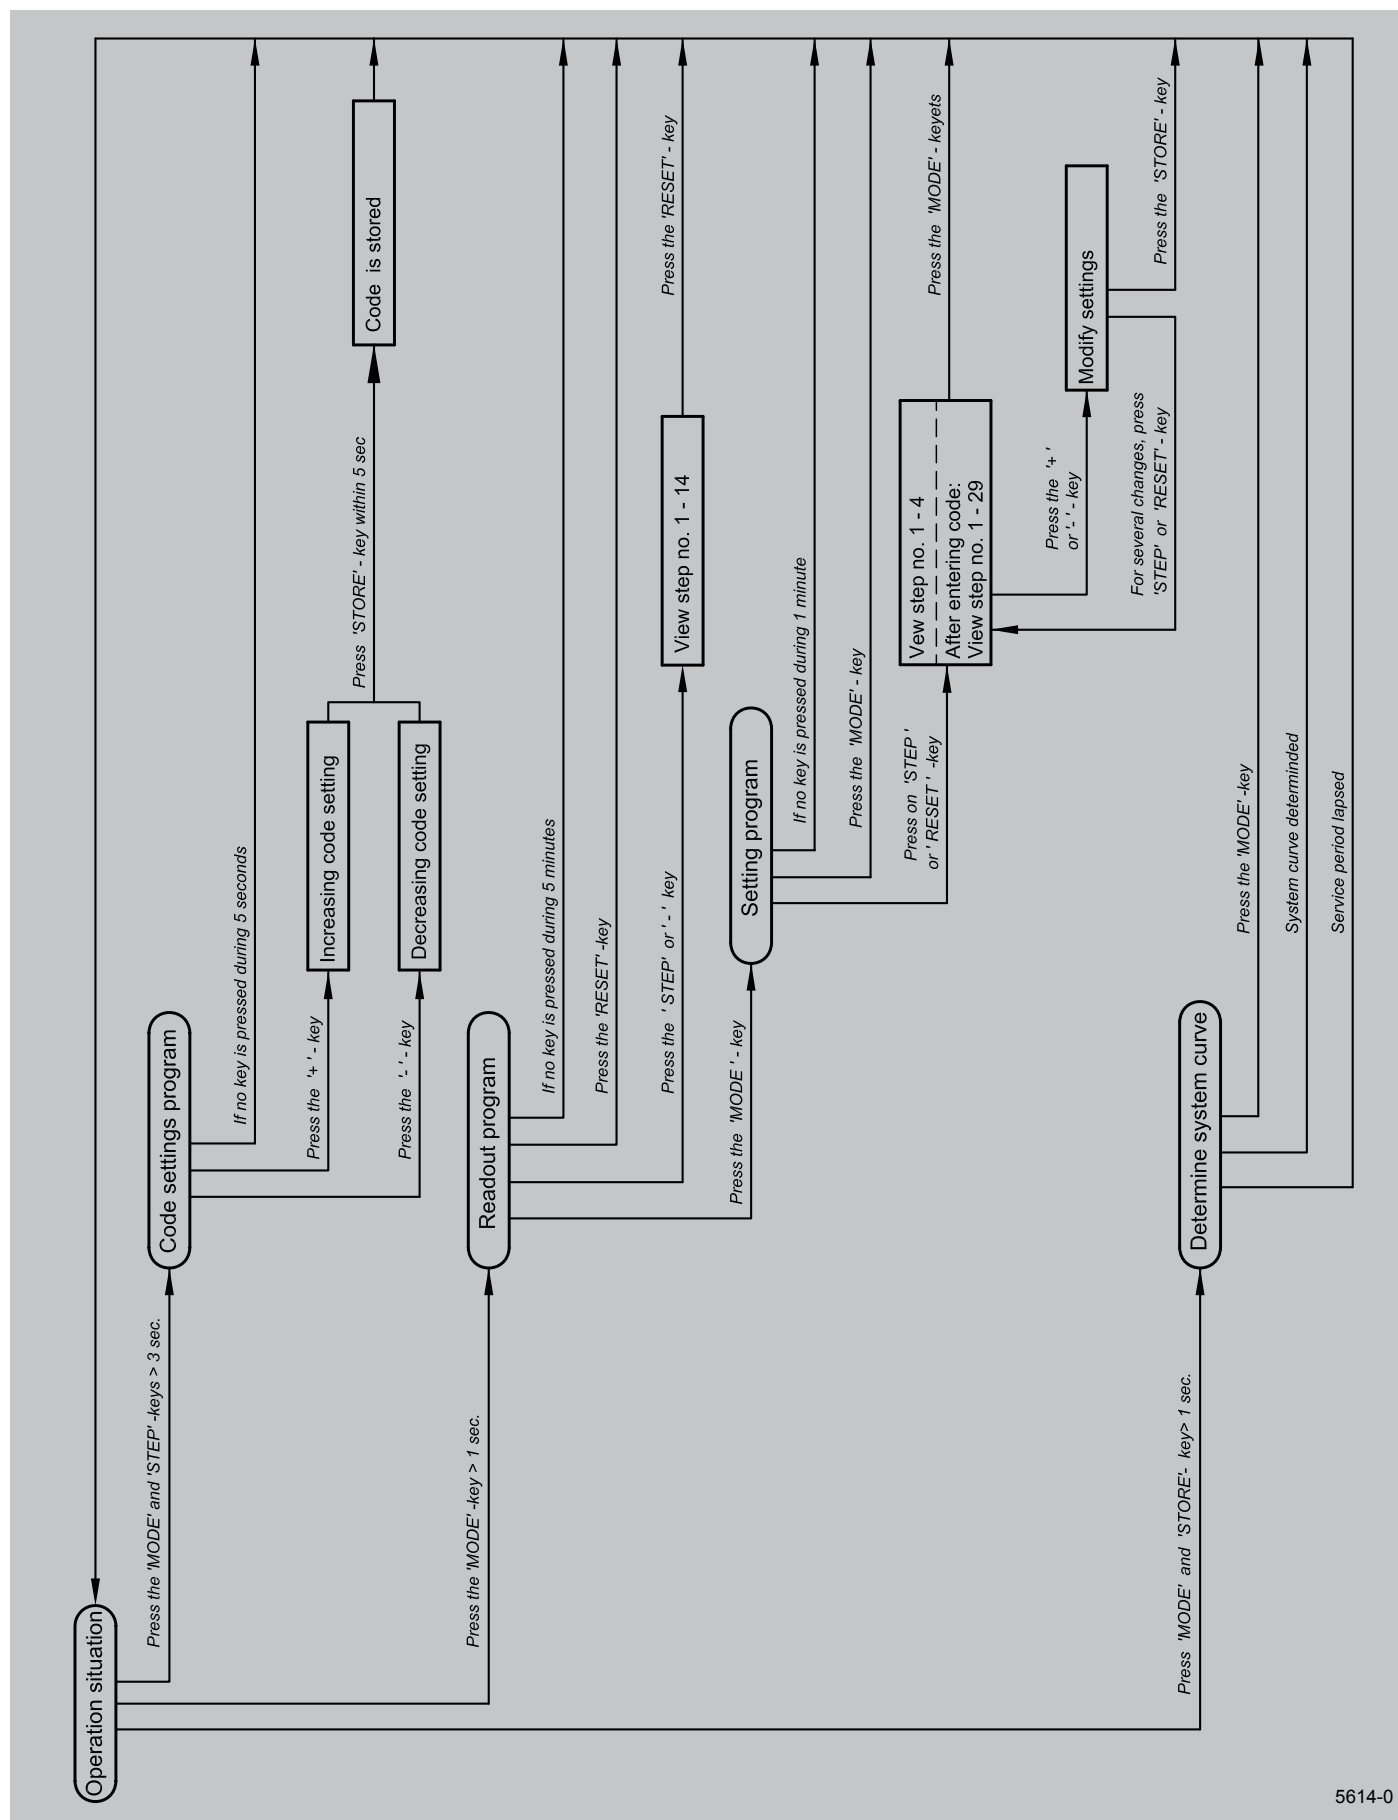 Operation situation
Press the 'MODE' and 'STEP' -keys > 3 sec.
Code settings program
If no key is pressed during 5 seconds
Press the '+ ' - key
Increasing code setting
Press the '- ' - key
Decreasing code setting
Press 'STORE' - key within 5 sec
Code is stored
Press the 'MODE' -key > 1 sec.
Readout program
If no key is pressed during 5 minutes
Press the 'RESET' -key
Press the ' STEP' or ' - ' key
View step no. 1 - 14
Press the 'RESET' - key
Press the 'MODE ' - key
Setting program
If no key is pressed during 1 minute
Press the 'MODE' - key
Press on 'STEP '
or ' RESET ' -key
Vew step no. 1 - 4
After entering code:
View step no. 1 - 29
Press the 'MODE' - keyets
Press the '+ '
or '- ' - key
Modify settings
For several changes, press
'STEP' or 'RESET' - key
Press the 'STORE' - key
Press 'MODE' and 'STORE'- key> 1 sec.
Determine system curve
Press the 'MODE' -key
System curve determinded
Service period lapsed
5614-0